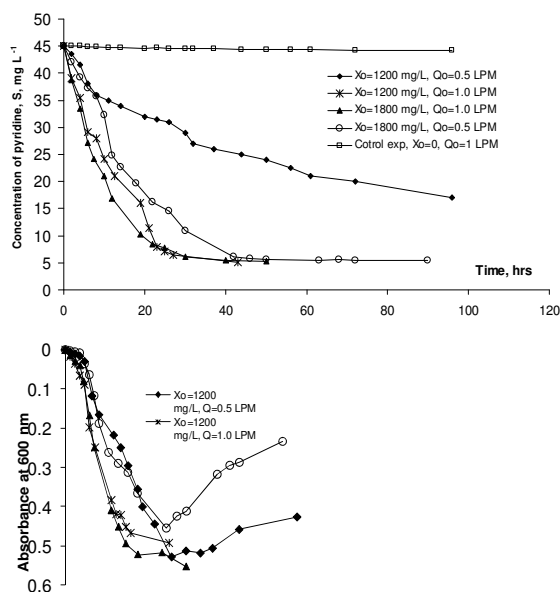 Concentration of pyridine, S, mg L -1
50
45
40
35
30
25
20
15
10
5
0
Xo=1200 mg/L, Qo=0.5 LPM
Xo=1200 mg/L, Qo=1.0 LPM
Xo=1800 mg/L, Qo=1.0 LPM
Xo=1800 mg/L, Qo=0.5 LPM
Cotrol exp, Xo=0, Qo=1 LPM
Time, hrs
0 20 40 60 80 100 120
Absorbance at 600 nm
0
0.1
0.2
0.3
0.4
0.5
0.6
Xo=1200
mg/L, Q=0.5 LPM
Xo=1200
mg/L, Q=1.0 LPM